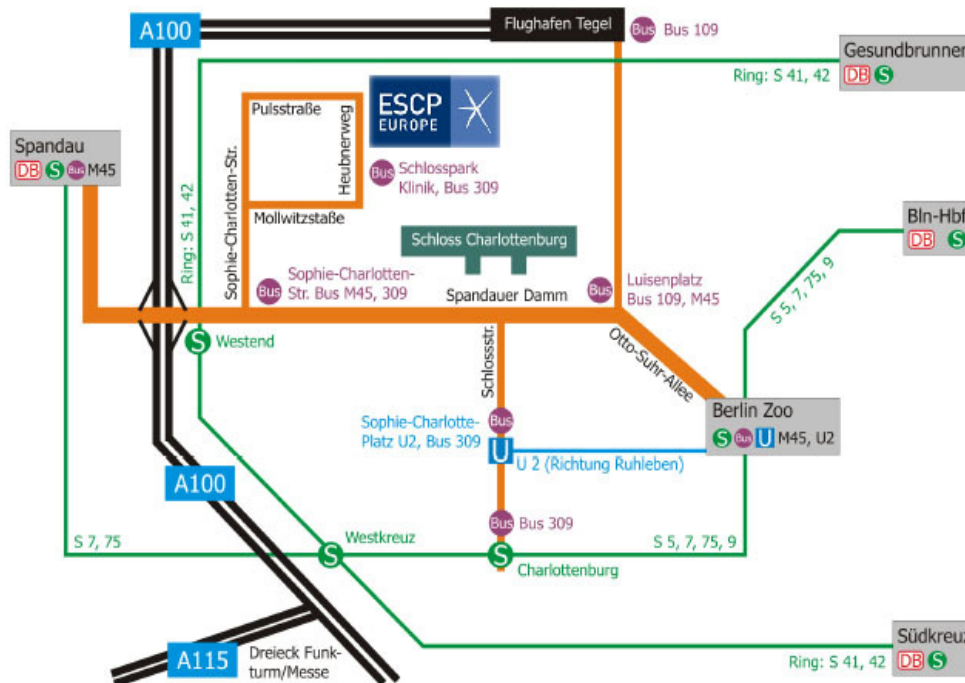 A100
Flughafen Tegel
Bus Bus 109
Gesundbrunnen
DB S
Ring: S 41, 42
Pulsstraße
ESCP
EUROPE
Heubnerweg
Sophie-Charlotten-Str.
Spandau
DB S Bus M45
Bus Schlosspark
Klinik, Bus 309
Ring: S 41, 42
Mollwitzstaße
Bln-Hbf
DB S
Schloss Charlottenburg
Bus Sophie-Charlotten-
Str. Bus M45, 309
Spandauer Damm
Bus Luisenplatz
Bus 109, M45
S 5, 7, 75, 9
S Westend
Schlossstr.
Otto-Suhr-Allee
Berlin Zoo
S Bus U M45, U2
Sophie-Charlotte-
Platz U2, Bus 309
Bus
U
U 2 (Richtung Ruhleben)
A100
Bus Bus 309
S 7, 75
Westkreuz
S
S
Charlottenburg
S 5, 7, 75, 9
A115
Dreieck Funk-
turm/Messe
Südkreuz
DB S
Ring: S 41, 42